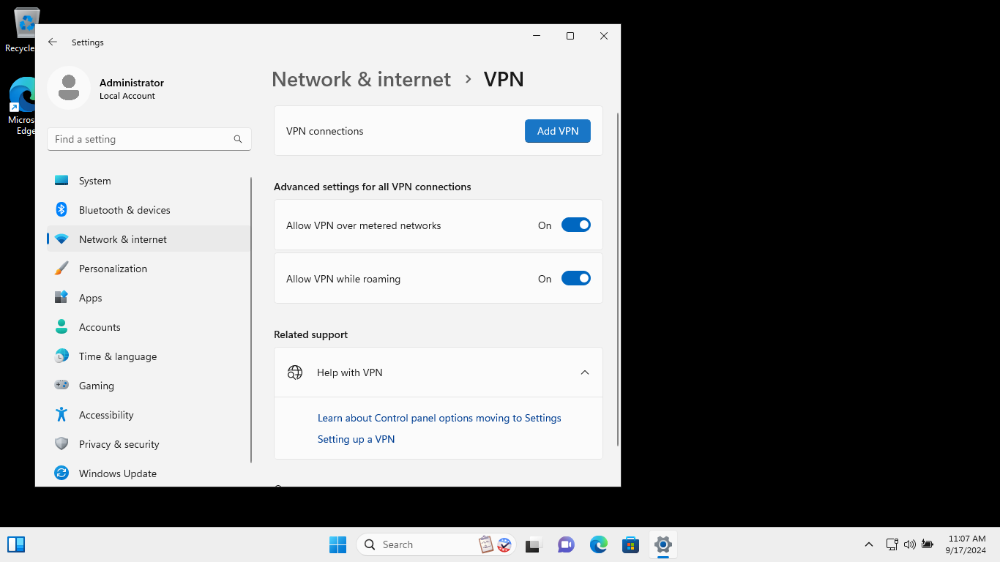 Recycle
Microsoft
Edge
Settings
Administrator
Local Account
Find a setting
System
Bluetooth & devices
Network & internet
Personalization
Apps
Accounts
Time & language
Gaming
Accessibility
Privacy & security
Windows Update
Network & internet > VPN
VPN connections
Add VPN
Advanced settings for all VPN connections
Allow VPN over metered networks
On
Allow VPN while roaming
On
Related support
Help with VPN
Learn about Control panel options moving to Settings
Setting up a VPN
Search
11:07 AM
9/17/2024